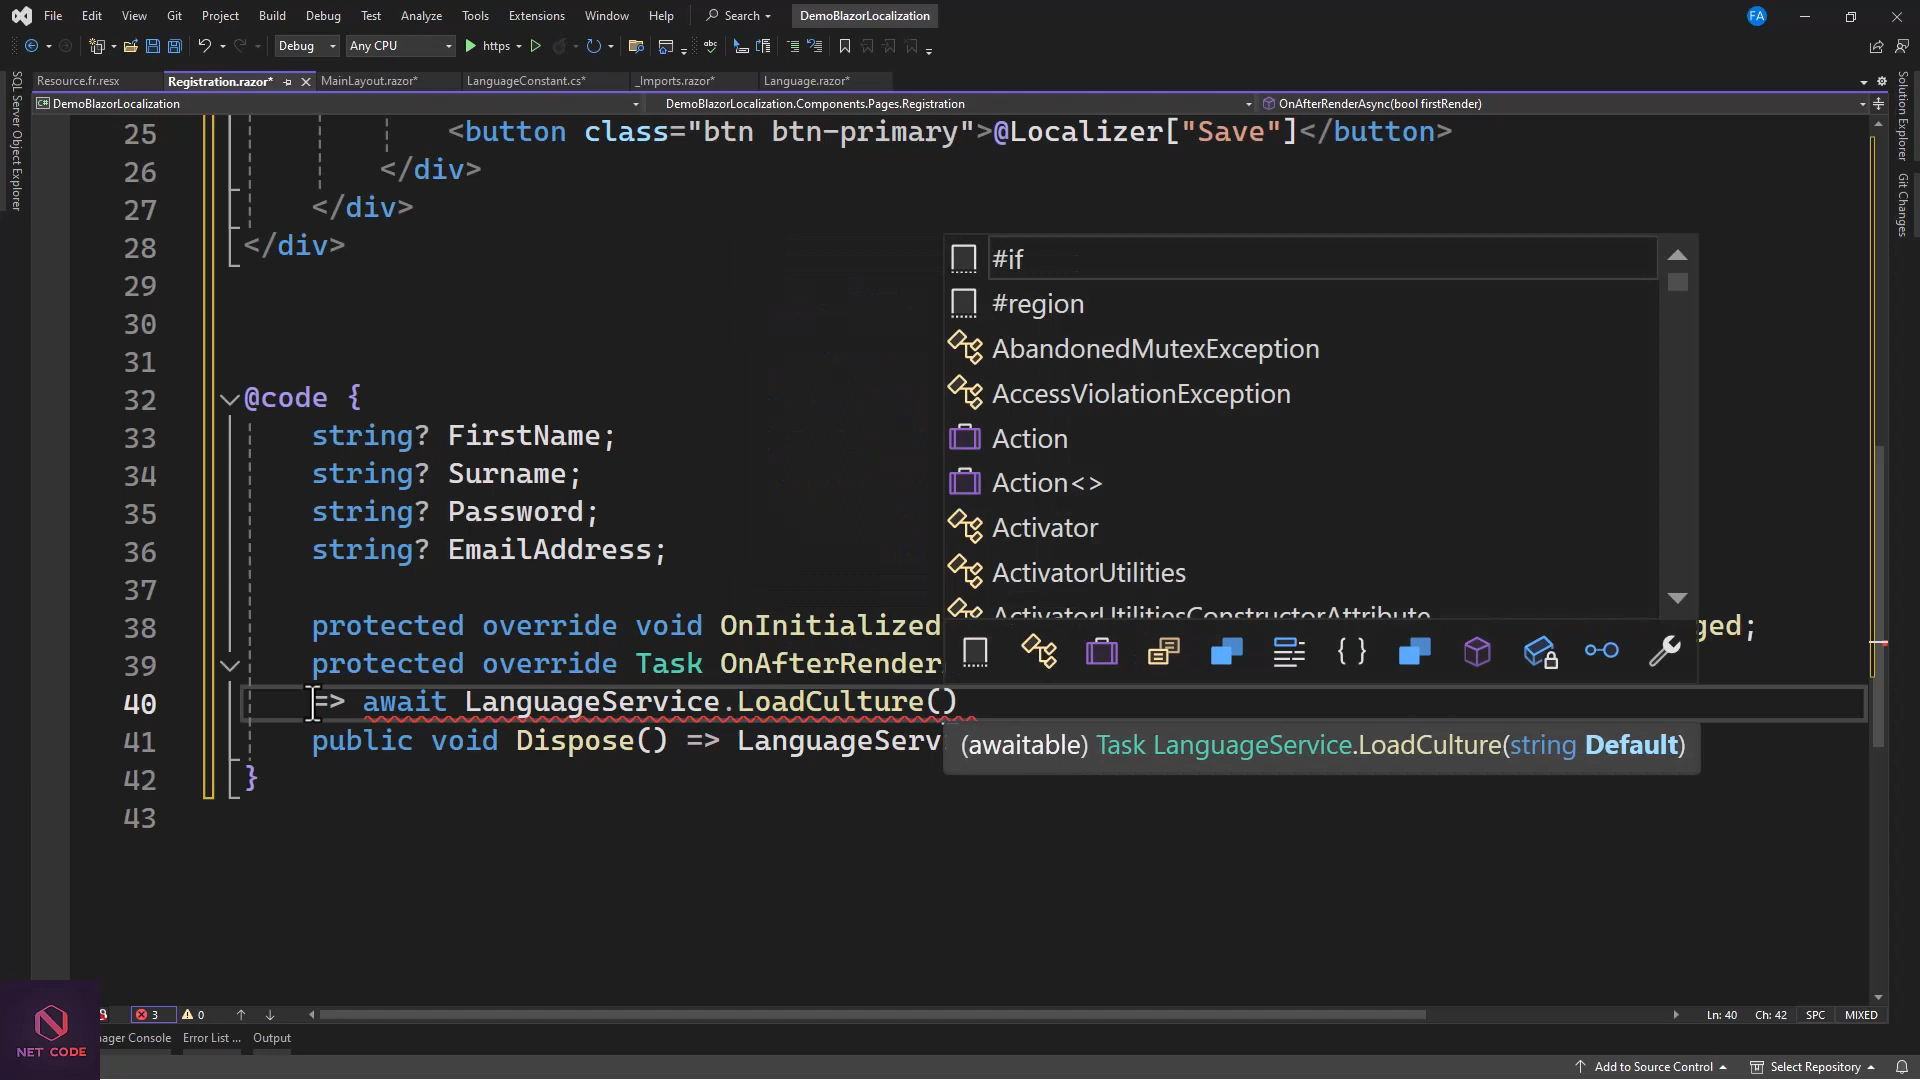 File Edit View Git Project Build Debug Test Analyze Tools Extensions Window Help Search DemoBlazorLocalization FA
Debug Any CPU https
Resource.fr.resx Registration.razor* MainLayout.razor* LanguageConstant.cs* _Imports.razor* Language.razor*
DemoBlazorLocalization DemoBlazorLocalization.Components.Pages.Registration OnAfterRenderAsync(bool firstRender)
SQL Server Object Explorer
Solution Explorer
Git Changes
25 <button class="btn btn-primary">@Localizer["Save"]</button>
26 </div>
27 </div>
28 </div>
29
30
31
32 @code {
33 string? FirstName;
34 string? Surname;
35 string? Password;
36 string? EmailAddress;
37
38 protected override void OnInitialized ged;
39 protected override Task OnAfterRender
40 => await LanguageService.LoadCulture()
41 public void Dispose() => LanguageServ
42 }
43
#if
#region
AbandonedMutexException
AccessViolationException
Action
Action<>
Activator
ActivatorUtilities
ActivatorUtilitiesConstructorAttribute
(awaitable) Task LanguageService.LoadCulture(string Default)
3 0 Ln: 40 Ch: 42 SPC MIXED
ager Console Error List ... Output
NET CODE
Add to Source Control Select Repository